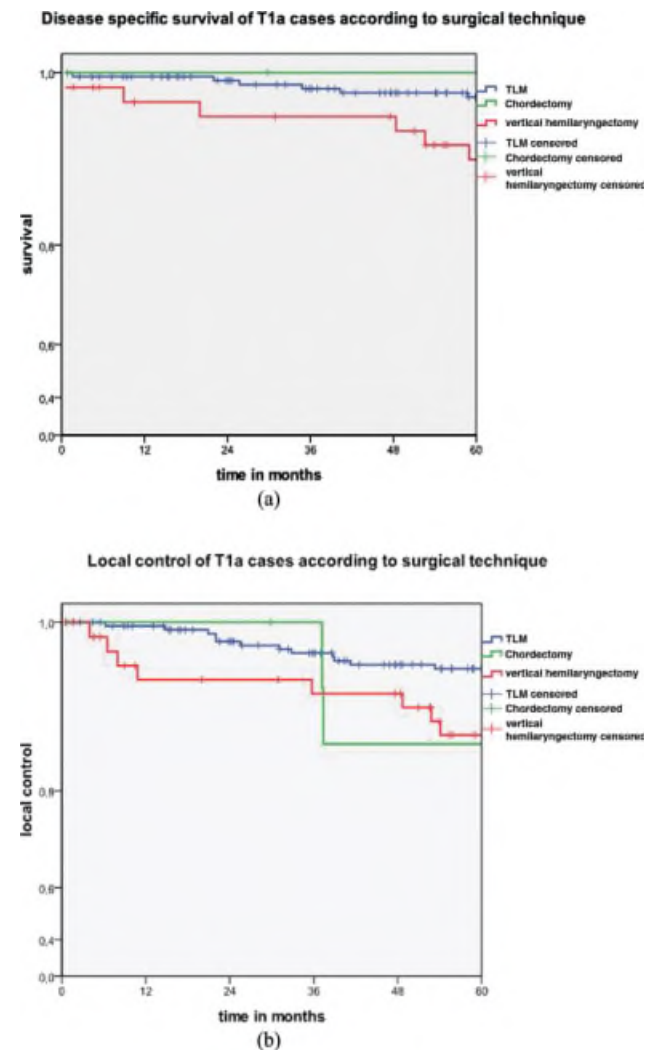 Disease specific survival of T1a cases according to surgical technique
1,0
0,8
0,6
0,4
0,0
survival
0
12
24
36
48
60
time in months
TLM
Chordectomy
vertical hemilaryngectomy
TLM censored
Chordectomy censored
vertical
hemilaryngectomy censored
(a)
Local control of T1a cases according to surgical technique
1,0
0,8
0,6
0,4
0,0
local control
0
12
24
36
48
60
time in months
TLM
Chordectomy
vertical hemilaryngectomy
TLM censored
Chordectomy censored
vertical
hemilaryngectomy censored
(b)